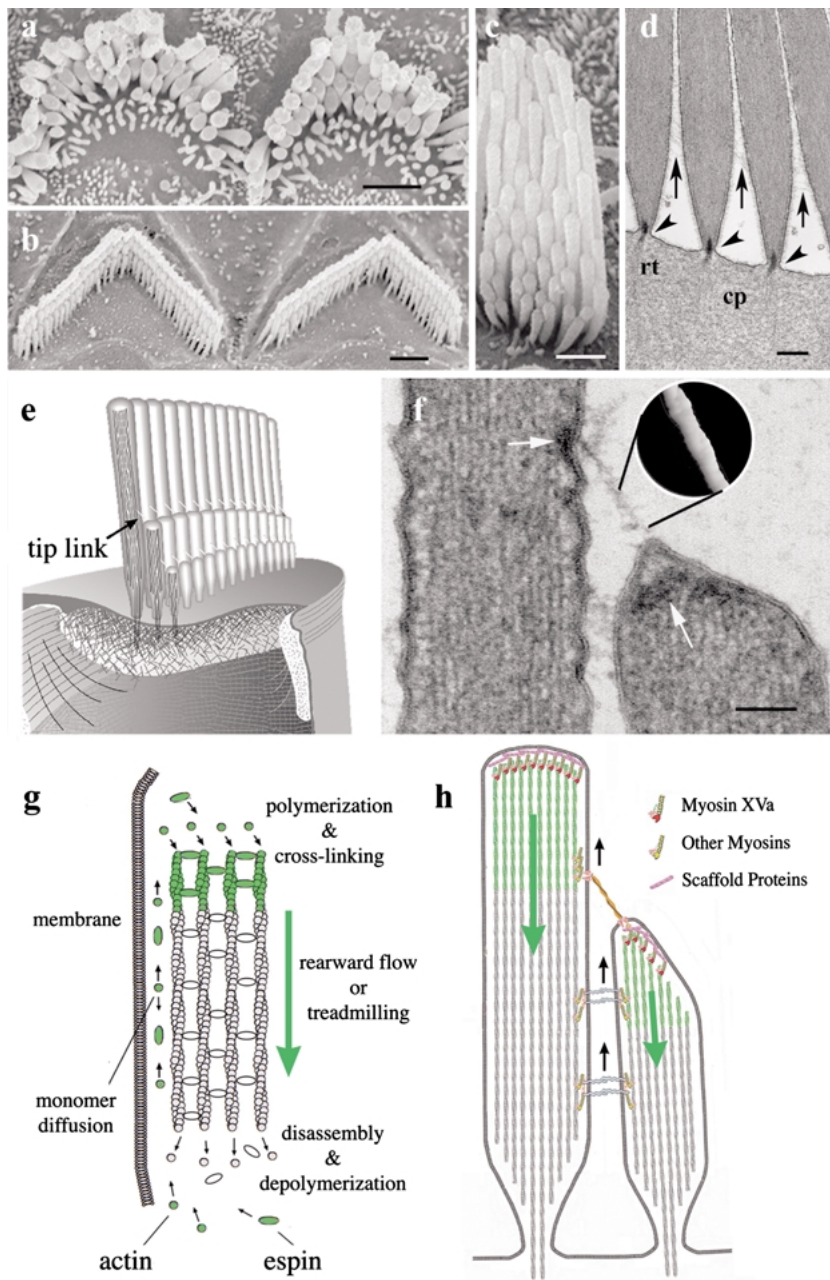 a
b
c
d
rt
cp
e
tip link
f
g
polymerization
&
cross-linking
membrane
rearward flow
or
treadmilling
monomer
diffusion
disassembly
&
depolymerization
actin
espin
h
Myosin XVa
Other Myosins
Scaffold Proteins